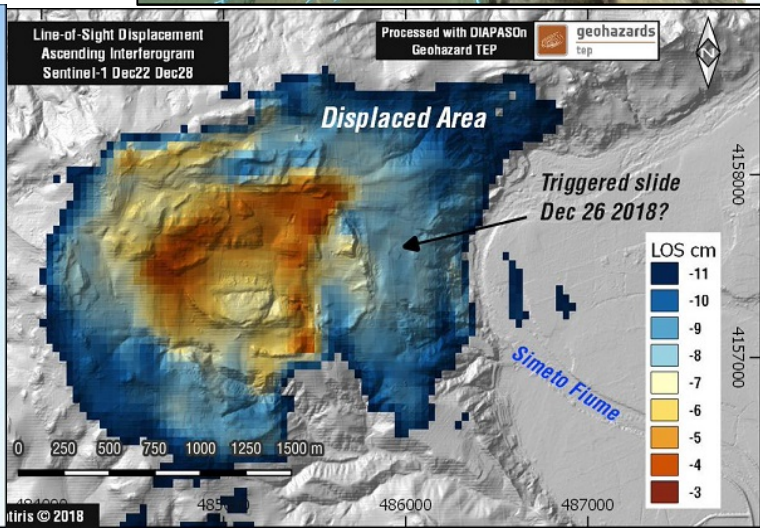 Line-of-Sight Displacement
Ascending Interferogram
Sentinel-1 Dec22 Dec28
Processed with DIAPASOn
Geohazard TEP
geohazards
tep
N
Displaced Area
4158000
Triggered slide
Dec 26 2018?
LOS cm
-11
-10
-9
-8
-7
-6
-5
-4
-3
4157000
Simeto Fiume
0 250 500 750 1000 1250 1500 m
486000
487000
tiris © 2018